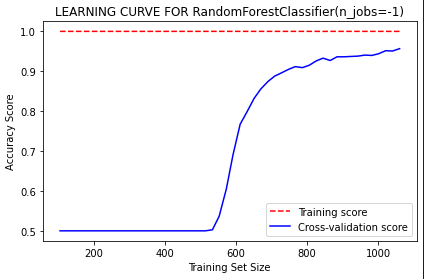 LEARNING CURVE FOR RandomForestClassifier(n_jobs=-1)
1.0
0.9
0.8
0.7
0.6
0.5
Accuracy Score
Training score
Cross-validation score
200
400
600
800
1000
Training Set Size